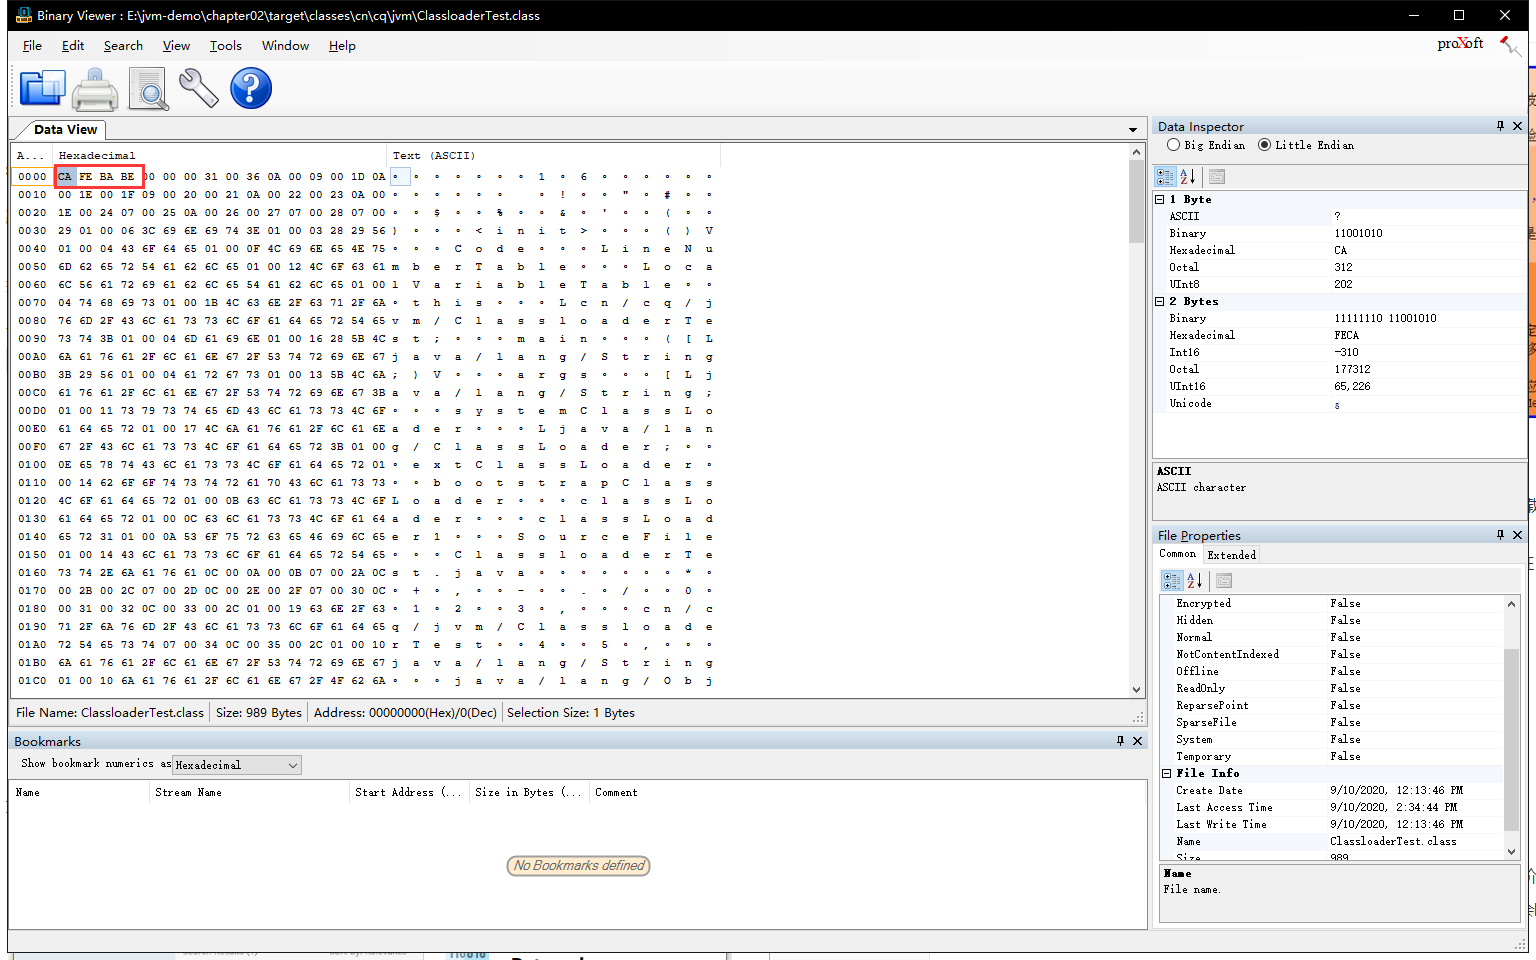 Binary Viewer : E:\jvm-demo\chapter02\target\classes\cn\cq\jvm\ClassloaderTest.class
File Edit Search View Tools Window Help
proXoft
Data View
A... Hexadecimal Text (ASCII)
0000 CA FE BA BE 00 00 00 31 00 36 0A 00 09 00 1D 0A ∘ ∘ ∘ ∘ ∘ ∘ ∘ 1 ∘ 6 ∘ ∘ ∘ ∘ ∘ ∘
0010 00 1E 00 1F 09 00 20 00 21 0A 00 22 00 23 0A 00 ∘ ∘ ∘ ∘ ∘ ∘ ∘ ! ∘ ∘ " ∘ # ∘ ∘
0020 1E 00 24 07 00 25 0A 00 26 00 27 07 00 28 07 00 ∘ ∘ $ ∘ ∘ % ∘ ∘ & ∘ ' ∘ ∘ ( ∘ ∘
0030 29 01 00 06 3C 69 6E 69 74 3E 01 00 03 28 29 56 ) ∘ ∘ ∘ < i n i t > ∘ ∘ ∘ ( ) V
0040 01 00 04 43 6F 64 65 01 00 0F 4C 69 6E 65 4E 75 ∘ ∘ ∘ C o d e ∘ ∘ ∘ L i n e N u
0050 6D 62 65 72 54 61 62 6C 65 01 00 12 4C 6F 63 61 m b e r T a b l e ∘ ∘ ∘ L o c a
0060 6C 56 61 72 69 61 62 6C 65 54 61 62 6C 65 01 00 l V a r i a b l e T a b l e ∘ ∘
0070 04 74 68 69 73 01 00 1B 4C 63 6E 2F 63 71 2F 6A ∘ t h i s ∘ ∘ ∘ L c n / c q / j
0080 76 6D 2F 43 6C 61 73 73 6C 6F 61 64 65 72 54 65 v m / C l a s s l o a d e r T e
0090 73 74 3B 01 00 04 6D 61 69 6E 01 00 16 28 5B 4C s t ; ∘ ∘ ∘ m a i n ∘ ∘ ∘ ( [ L
00A0 6A 61 76 61 2F 6C 61 6E 67 2F 53 74 72 69 6E 67 j a v a / l a n g / S t r i n g
00B0 3B 29 56 01 00 04 61 72 67 73 01 00 13 5B 4C 6A ; ) V ∘ ∘ ∘ a r g s ∘ ∘ ∘ [ L j
00C0 61 76 61 2F 6C 61 6E 67 2F 53 74 72 69 6E 67 3B a v a / l a n g / S t r i n g ;
00D0 01 00 11 73 79 73 74 65 6D 43 6C 61 73 73 4C 6F ∘ ∘ ∘ s y s t e m C l a s s L o
00E0 61 64 65 72 01 00 17 4C 6A 61 76 61 2F 6C 61 6E a d e r ∘ ∘ ∘ L j a v a / l a n
00F0 67 2F 43 6C 61 73 73 4C 6F 61 64 65 72 3B 01 00 g / C l a s s L o a d e r ; ∘ ∘
0100 0E 65 78 74 43 6C 61 73 73 4C 6F 61 64 65 72 01 ∘ e x t C l a s s L o a d e r ∘
0110 00 14 62 6F 6F 74 73 74 72 61 70 43 6C 61 73 73 ∘ ∘ b o o t s t r a p C l a s s
0120 4C 6F 61 64 65 72 01 00 0B 63 6C 61 73 73 4C 6F L o a d e r ∘ ∘ ∘ c l a s s L o
0130 61 64 65 72 01 00 0C 63 6C 61 73 73 4C 6F 61 64 a d e r ∘ ∘ ∘ c l a s s L o a d
0140 65 72 31 01 00 0A 53 6F 75 72 63 65 46 69 6C 65 e r 1 ∘ ∘ ∘ S o u r c e F i l e
0150 01 00 14 43 6C 61 73 73 6C 6F 61 64 65 72 54 65 ∘ ∘ ∘ C l a s s l o a d e r T e
0160 73 74 2E 6A 61 76 61 0C 00 0A 00 0B 07 00 2A 0C s t . j a v a ∘ ∘ ∘ ∘ ∘ ∘ ∘ * ∘
0170 00 2B 00 2C 07 00 2D 0C 00 2E 00 2F 07 00 30 0C ∘ + ∘ , ∘ ∘ - ∘ ∘ . ∘ / ∘ ∘ 0 ∘
0180 00 31 00 32 0C 00 33 00 2C 01 00 19 63 6E 2F 63 ∘ 1 ∘ 2 ∘ ∘ 3 ∘ , ∘ ∘ ∘ c n / c
0190 71 2F 6A 76 6D 2F 43 6C 61 73 73 6C 6F 61 64 65 q / j v m / C l a s s l o a d e
01A0 72 54 65 73 74 07 00 34 0C 00 35 00 2C 01 00 10 r T e s t ∘ ∘ 4 ∘ ∘ 5 ∘ , ∘ ∘ ∘
01B0 6A 61 76 61 2F 6C 61 6E 67 2F 53 74 72 69 6E 67 j a v a / l a n g / S t r i n g
01C0 01 00 10 6A 61 76 61 2F 6C 61 6E 67 2F 4F 62 6A ∘ ∘ ∘ j a v a / l a n g / O b j
File Name: ClassloaderTest.class Size: 989 Bytes Address: 00000000(Hex)/0(Dec) Selection Size: 1 Bytes
Bookmarks
Show bookmark numerics as Hexadecimal
Name Stream Name Start Address (... Size in Bytes (... Comment
No Bookmarks defined
Data Inspector
Big Endian Little Endian
1 Byte
ASCII ?
Binary 11001010
Hexadecimal CA
Octal 312
UInt8 202
2 Bytes
Binary 11111110 11001010
Hexadecimal FECA
Int16 -310
Octal 177312
UInt16 65,226
Unicode
ASCII
ASCII character
File Properties
Common Extended
Encrypted False
Hidden False
Normal False
NotContentIndexed False
Offline False
ReadOnly False
ReparsePoint False
SparseFile False
System False
Temporary False
File Info
Create Date 9/10/2020, 12:13:46 PM
Last Access Time 9/10/2020, 2:34:44 PM
Last Write Time 9/10/2020, 12:13:46 PM
Name ClassloaderTest.class
Size 989
Name
File name.